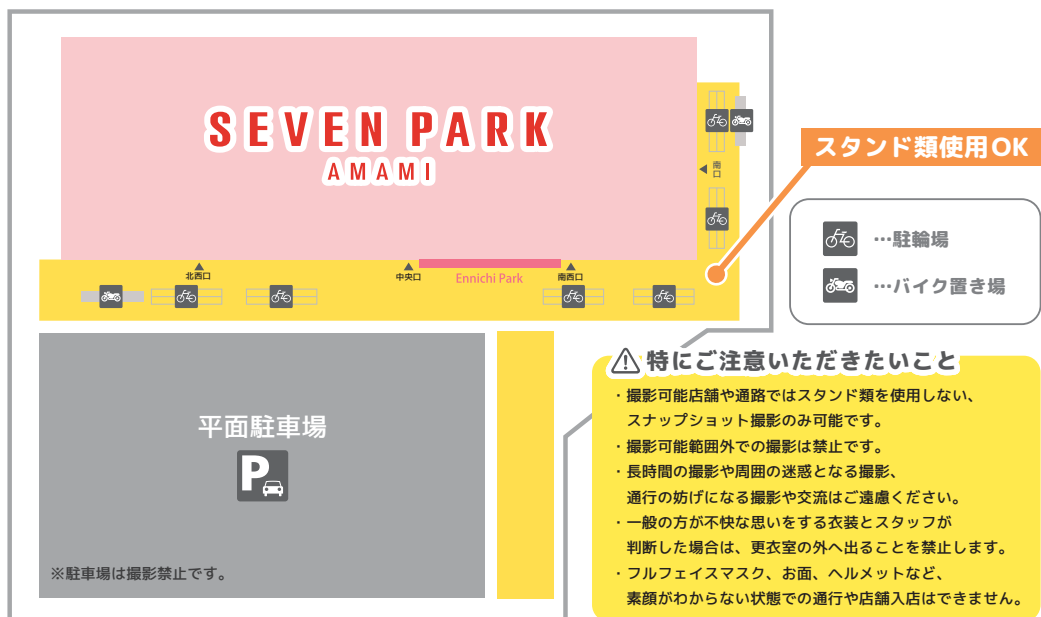 SEVEN PARK
AMAMI
スタンド類使用OK
南口
…駐輪場
…バイク置き場
北西口
中央口
Ennichi Park
南西口
平面駐車場
P
※駐車場は撮影禁止です。
特にご注意いただきたいこと
・撮影可能店舗や通路ではスタンド類を使用しない、
スナップショット撮影のみ可能です。
・撮影可能範囲外での撮影は禁止です。
・長時間の撮影や周囲の迷惑となる撮影、
通行の妨げになる撮影や交流はご遠慮ください。
・一般の方が不快な思いをする衣装とスタッフが
判断した場合は、更衣室の外へ出ることを禁止します。
・フルフェイスマスク、お面、ヘルメットなど、
素顔がわからない状態での通行や店舗入店はできません。